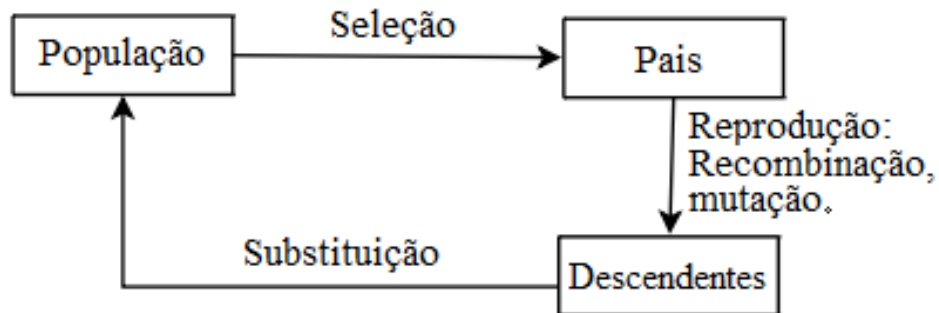 Seleção
População
Pais
Reprodução:
Recombinação,
mutação.
Substituição
Descendentes